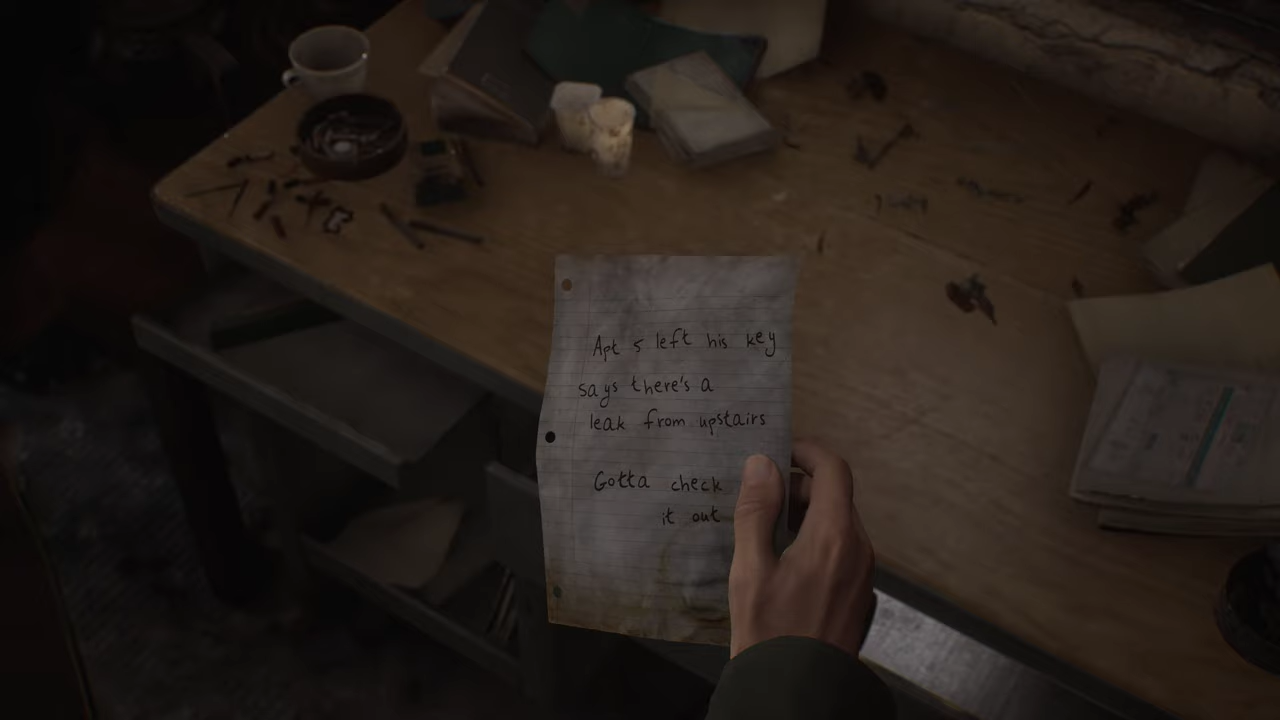 Apt 5 left his key
says there's a
leak from upstairs
Gotta check
it out